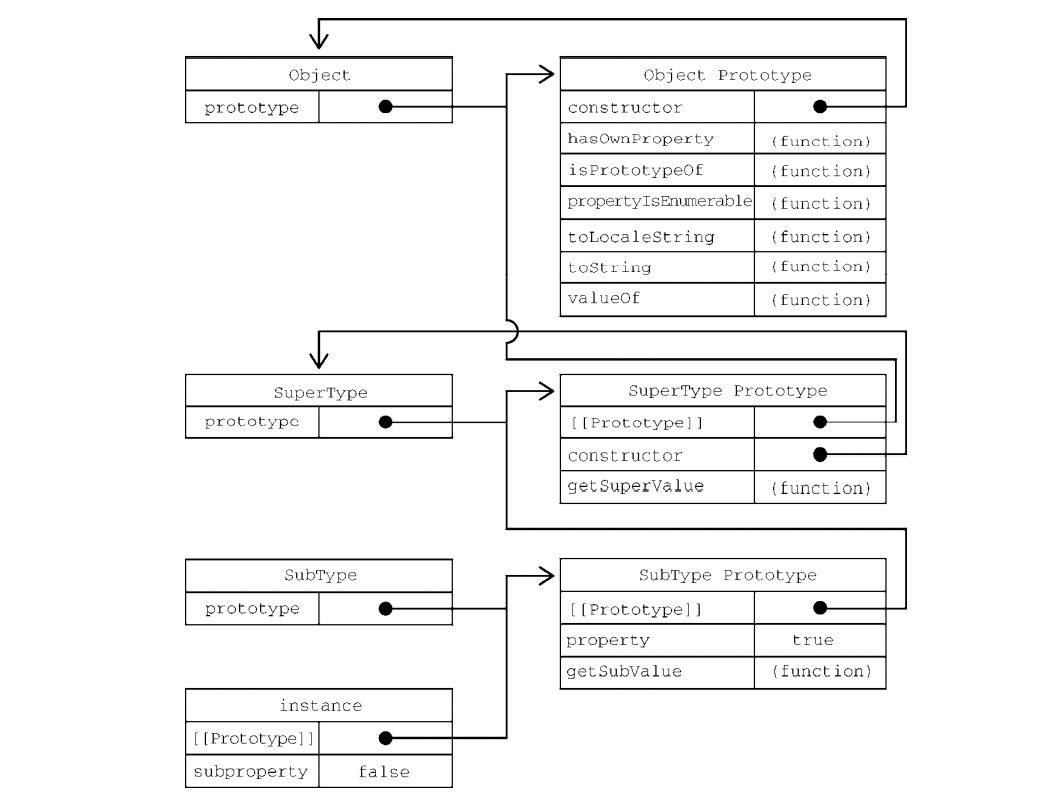 Object
prototype
Object Prototype
constructor
hasOwnProperty (function)
isPrototypeOf (function)
propertyIsEnumerable (function)
toLocaleString (function)
toString (function)
valueOf (function)
SuperType
prototype
SuperType Prototype
[[Prototype]]
constructor
getSuperValue (function)
SubType
prototype
SubType Prototype
[[Prototype]]
property true
getSubValue (function)
instance
[[Prototype]]
subproperty false